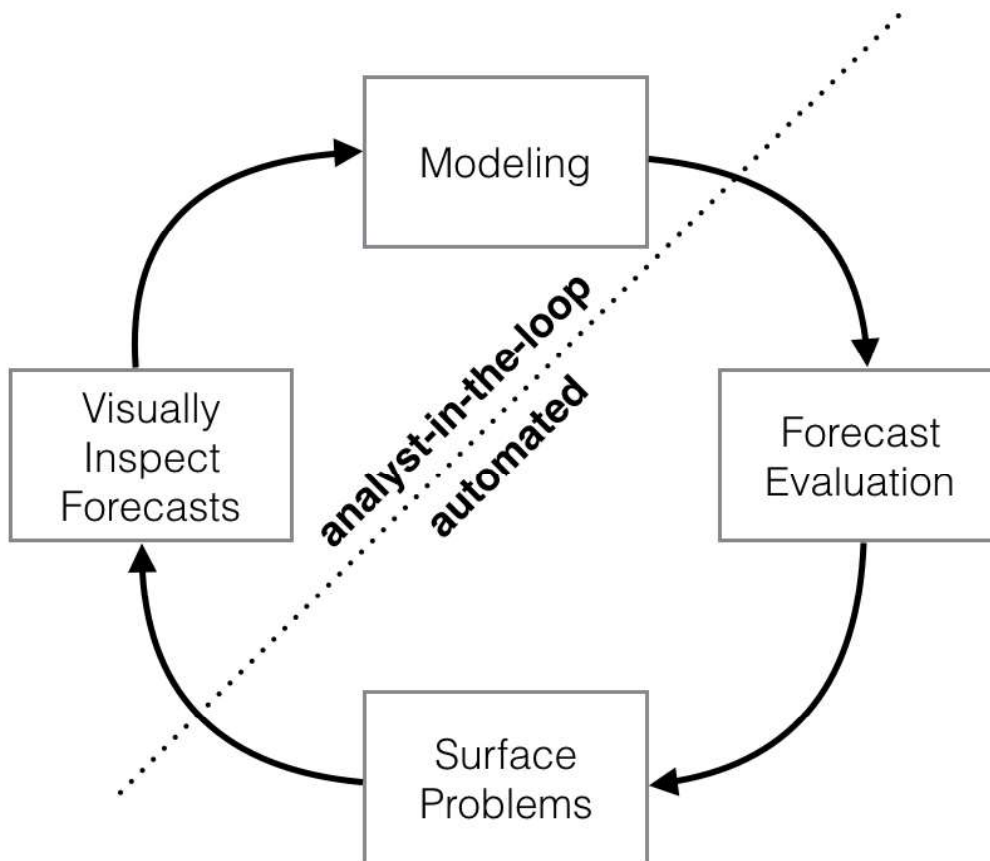 Modeling
analyst-in-the-loop
automated
Visually
Inspect
Forecasts
Forecast
Evaluation
Surface
Problems